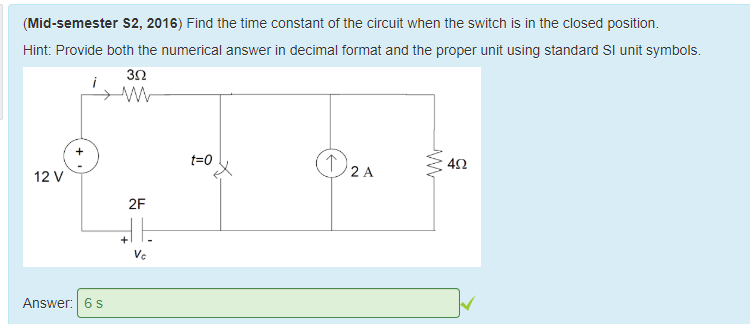 (Mid-semester S2, 2016) Find the time constant of the circuit when the switch is in the closed position.
Hint: Provide both the numerical answer in decimal format and the proper unit using standard SI unit symbols.
3Ω
i
+
-
12 V
t=0
2 A
4Ω
2F
+ -
Vc
Answer: 6 s